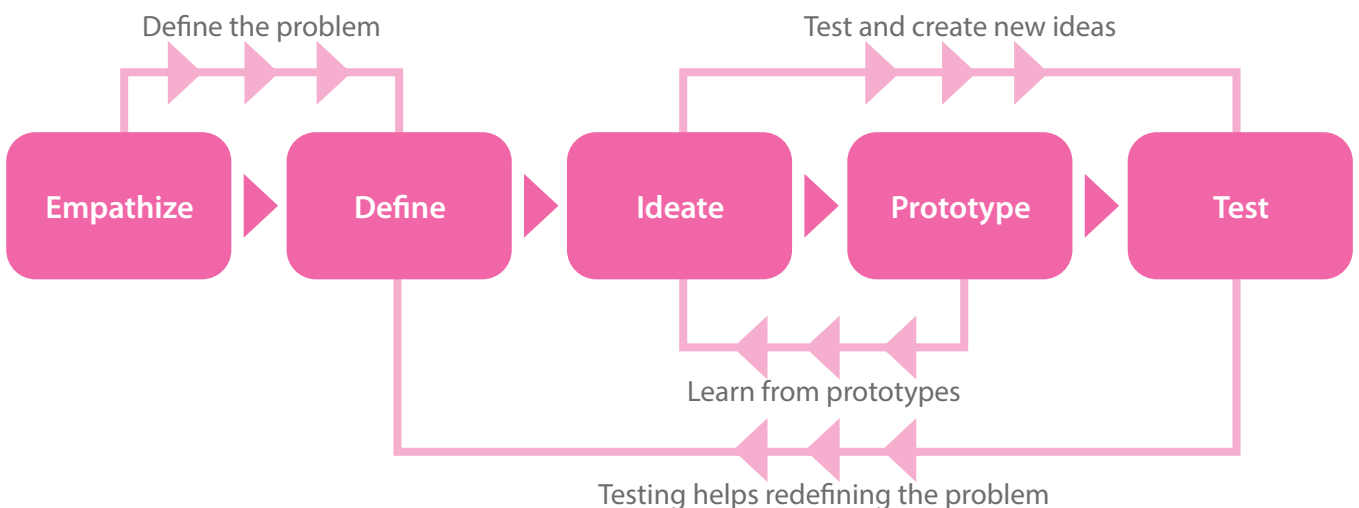 Define the problem
Test and create new ideas
Empathize
Define
Ideate
Prototype
Test
Learn from prototypes
Testing helps redefining the problem